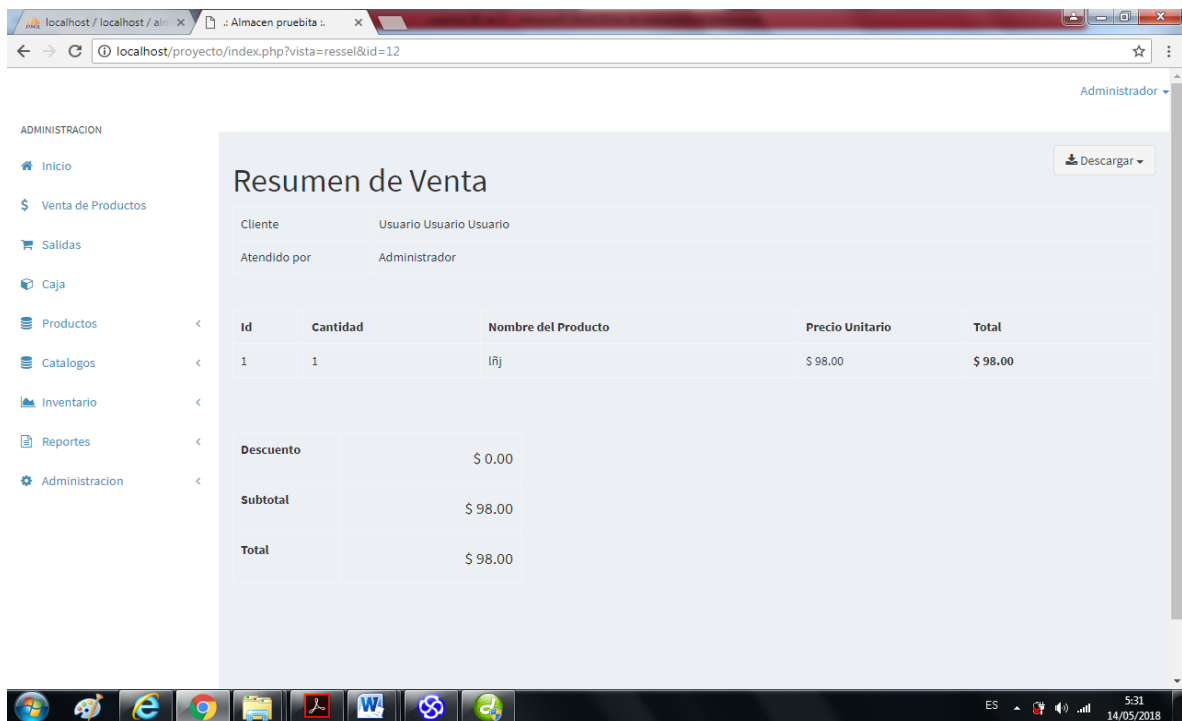 localhost / localhost / alm
.: Almacen pruebita :.
localhost/proyecto/index.php?vista=ressel&id=12
Administrador
ADMINISTRACION
Inicio
Venta de Productos
Salidas
Caja
Productos
Catalogos
Inventario
Reportes
Administracion
Descargar
Resumen de Venta
Cliente Usuario Usuario Usuario
Atendido por Administrador
Id Cantidad Nombre del Producto Precio Unitario Total
1 1 lñj $ 98.00 $ 98.00
Descuento $ 0.00
Subtotal $ 98.00
Total $ 98.00
ES 5:31
14/05/2018